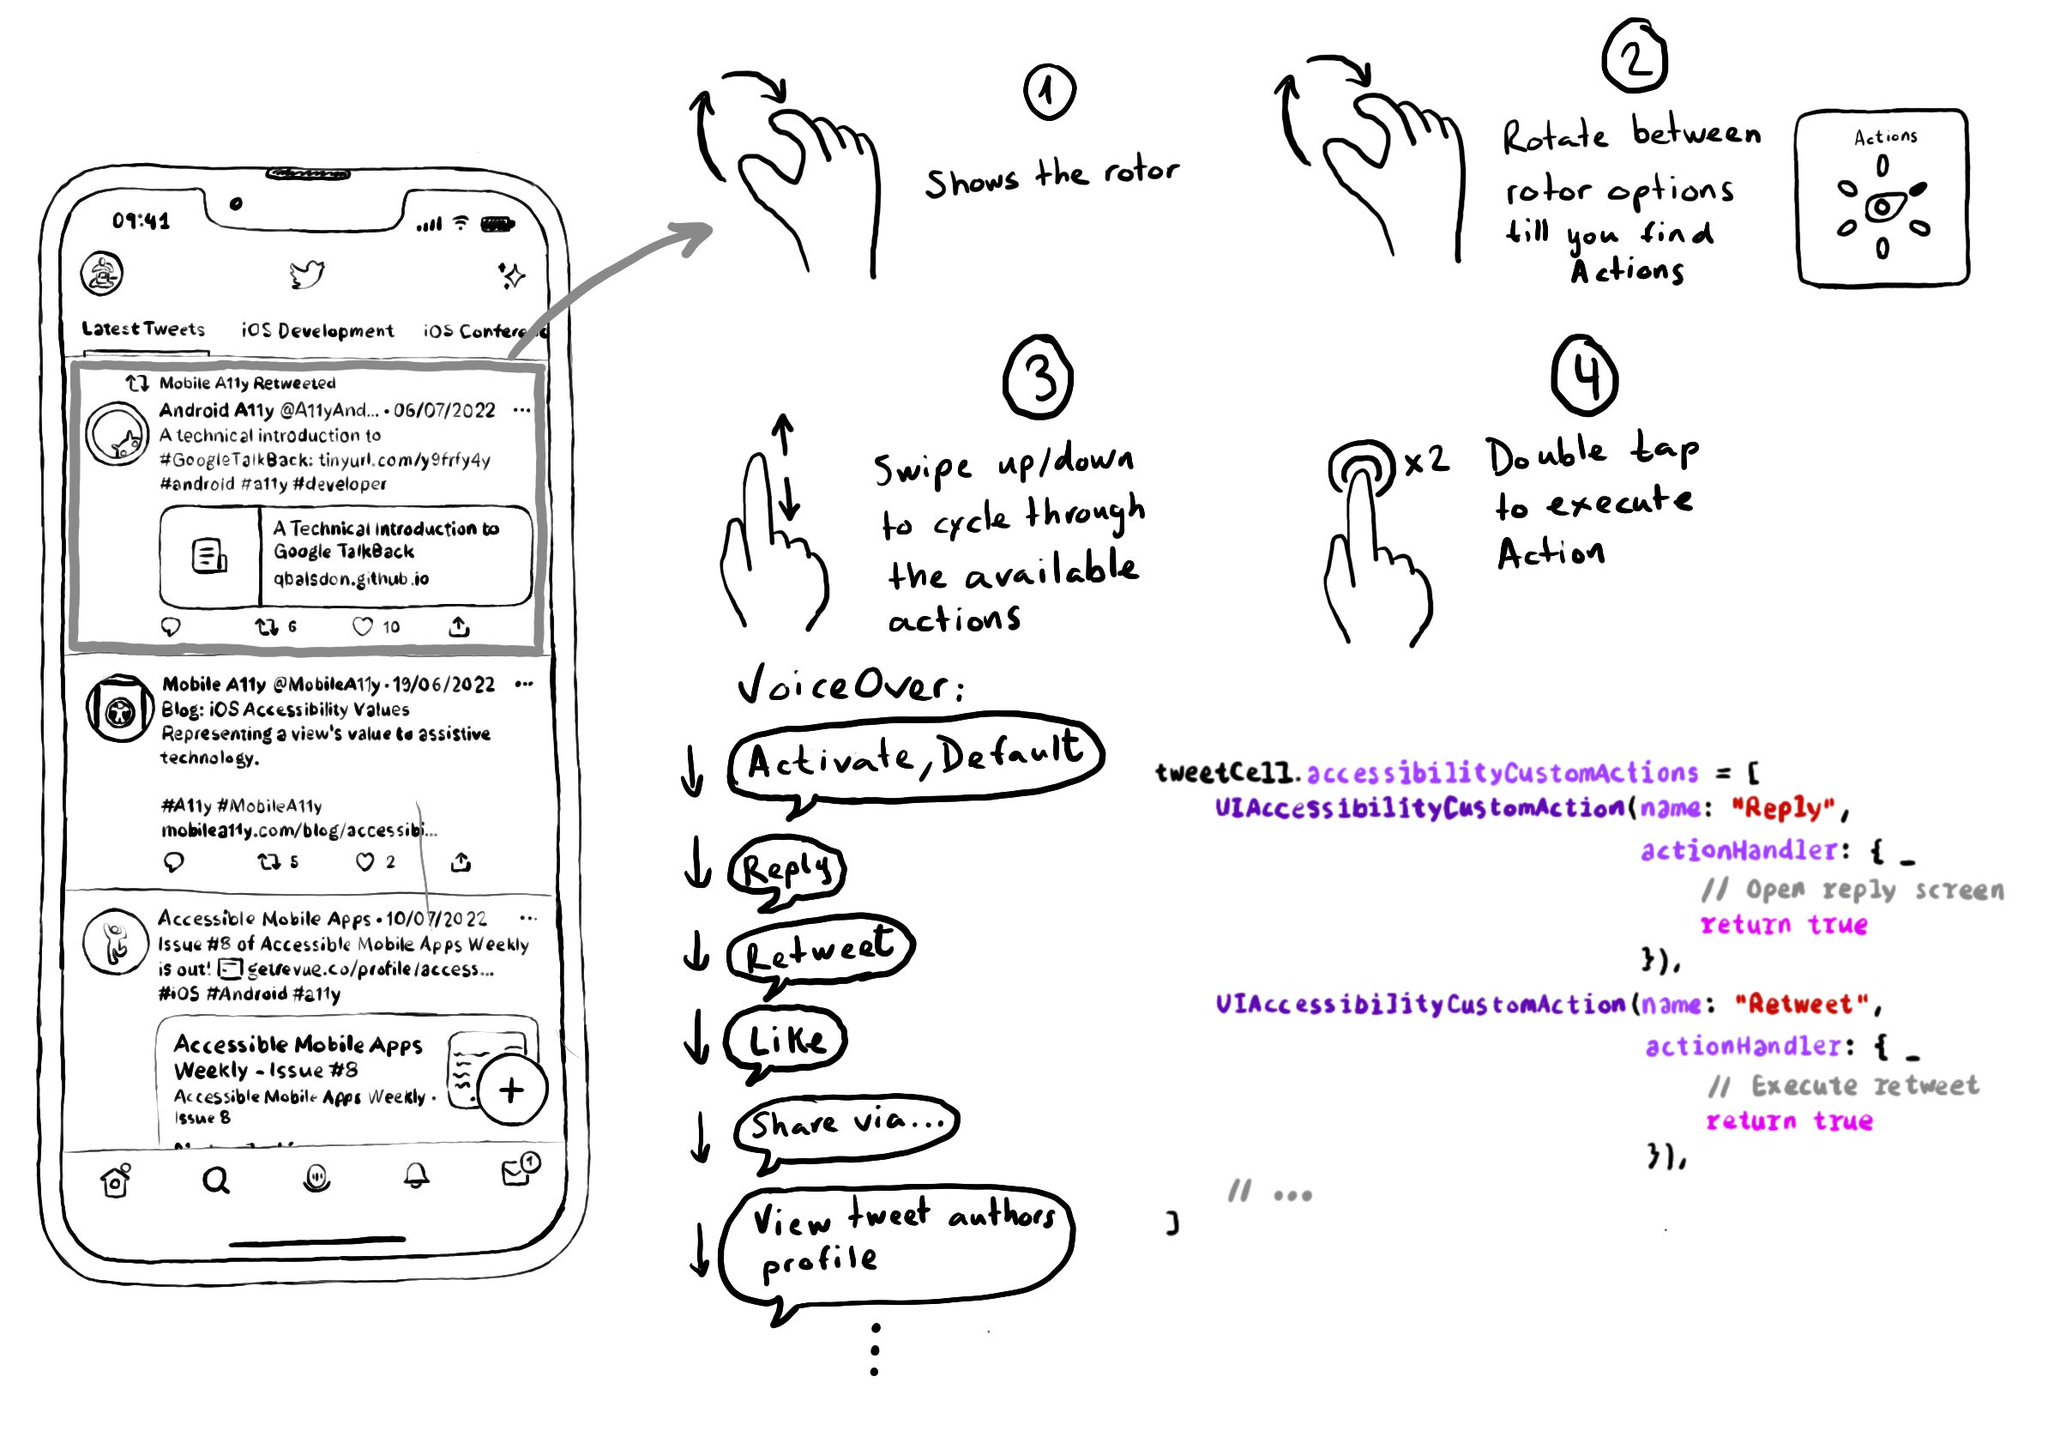 09:41
Latest Tweets
iOS Development
iOS Conference
Mobile A11y Retweeted
Android A11y @A11yAnd... · 06/07/2022 ...
A technical introduction to
#GoogleTalkBack: tinyurl.com/y9frfy4y
#android #a11y #developer
A Technical Introduction to
Google TalkBack
qbalsdon.github.io
6
10
Mobile A11y @MobileA11y · 19/06/2022 ...
Blog: iOS Accessibility Values
Representing a view's value to assistive
technology.
#A11y #MobileA11y
mobilea11y.com/blog/accessibi...
5
2
Accessible Mobile Apps · 10/07/2022 ...
Issue #8 of Accessible Mobile Apps Weekly
is out! getrevue.co/profile/access...
#iOS #Android #a11y
Accessible Mobile Apps
Weekly - Issue #8
Accessible Mobile Apps Weekly -
Issue 8
+
1
1
Shows the rotor
2
Rotate between
rotor options
till you find
Actions
Actions
3
Swipe up/down
to cycle through
the available
actions
4
x2
Double tap
to execute
Action
VoiceOver:
Activate, Default
Reply
Retweet
Like
Share via...
View tweet authors
profile
tweetCell.accessibilityCustomActions = [
UIAccessibilityCustomAction(name: "Reply",
actionHandler: { _
// Open reply screen
return true
}),
UIAccessibilityCustomAction(name: "Retweet",
actionHandler: { _
// Execute retweet
return true
}),
// ...
]